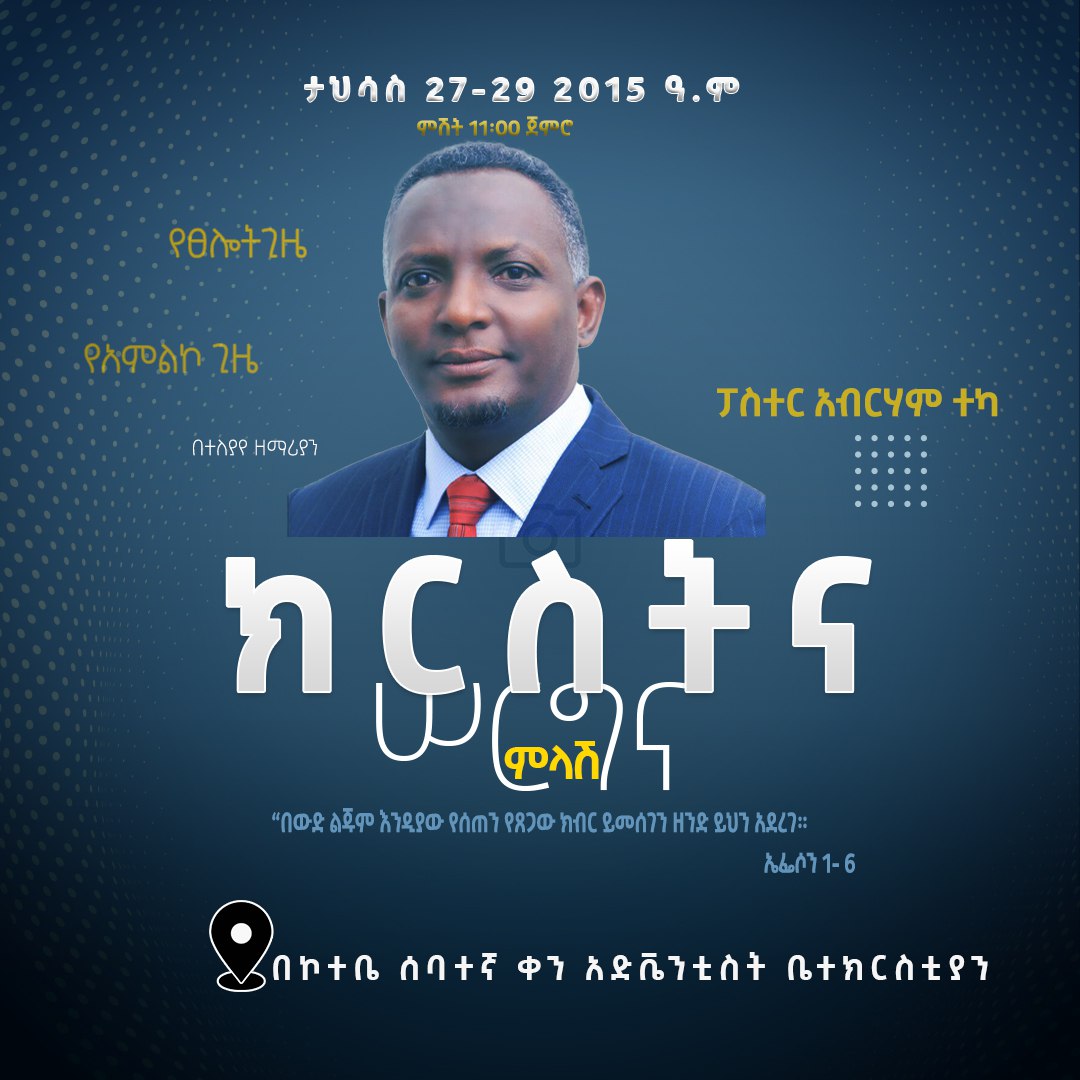 ታህሳስ 27-29 2015 ዓ.ም
ምሽት 11:00 ጀምሮ
የፀሎትጊዜ
የአምልኮ ጊዜ
በተለያየ ዘማሪያን
ፓስተር አብርሃም ተካ
ክርስትና
ምላሽ
“በውድ ልጁም እንዲያው የሰጠን የጸጋው ክብር ይመሰገን ዘንድ ይህን አደረገ።
ኤፌሶን 1- 6
በኮተቤ ሰባተኛ ቀን አድቬንቲስት ቤተክርስቲያን